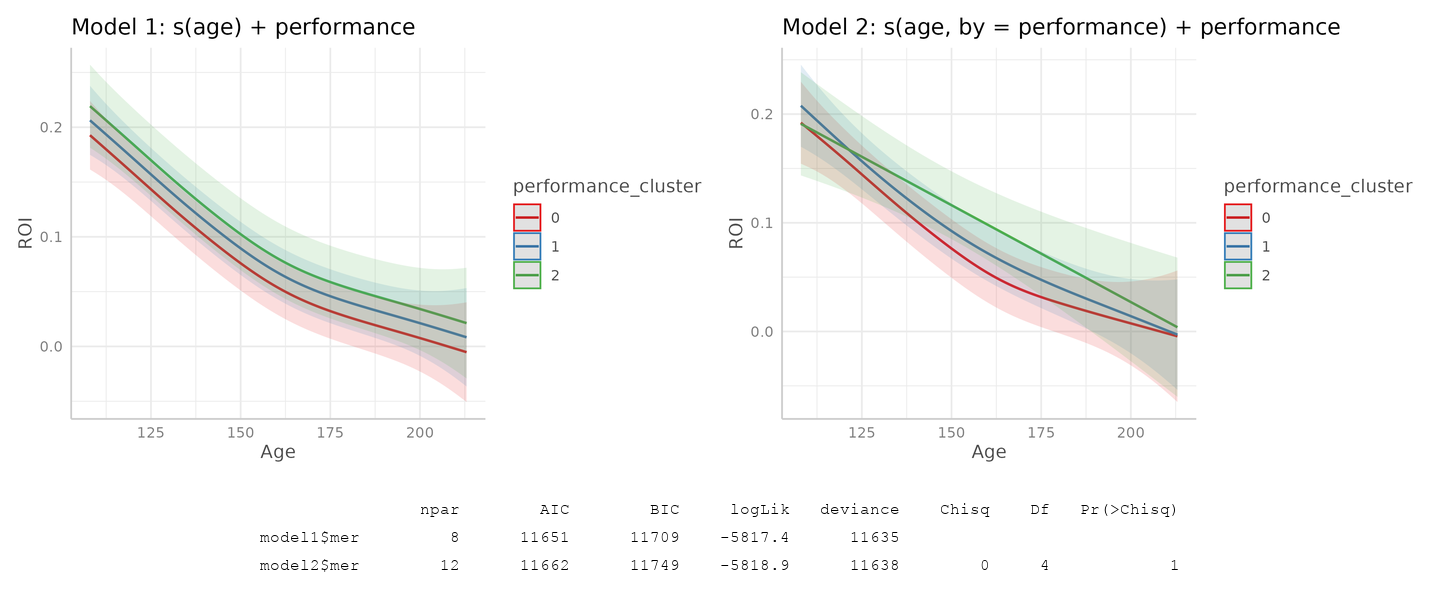 Model 1: s(age) + performance
ROI
0.2
0.1
0.0
125 150 175 200
Age
performance_cluster
0
1
2
Model 2: s(age, by = performance) + performance
ROI
0.2
0.1
0.0
125 150 175 200
Age
performance_cluster
0
1
2
npar AIC BIC logLik deviance Chisq Df Pr(>Chisq)
model1$mer 8 11651 11709 -5817.4 11635
model2$mer 12 11662 11749 -5818.9 11638 0 4 1